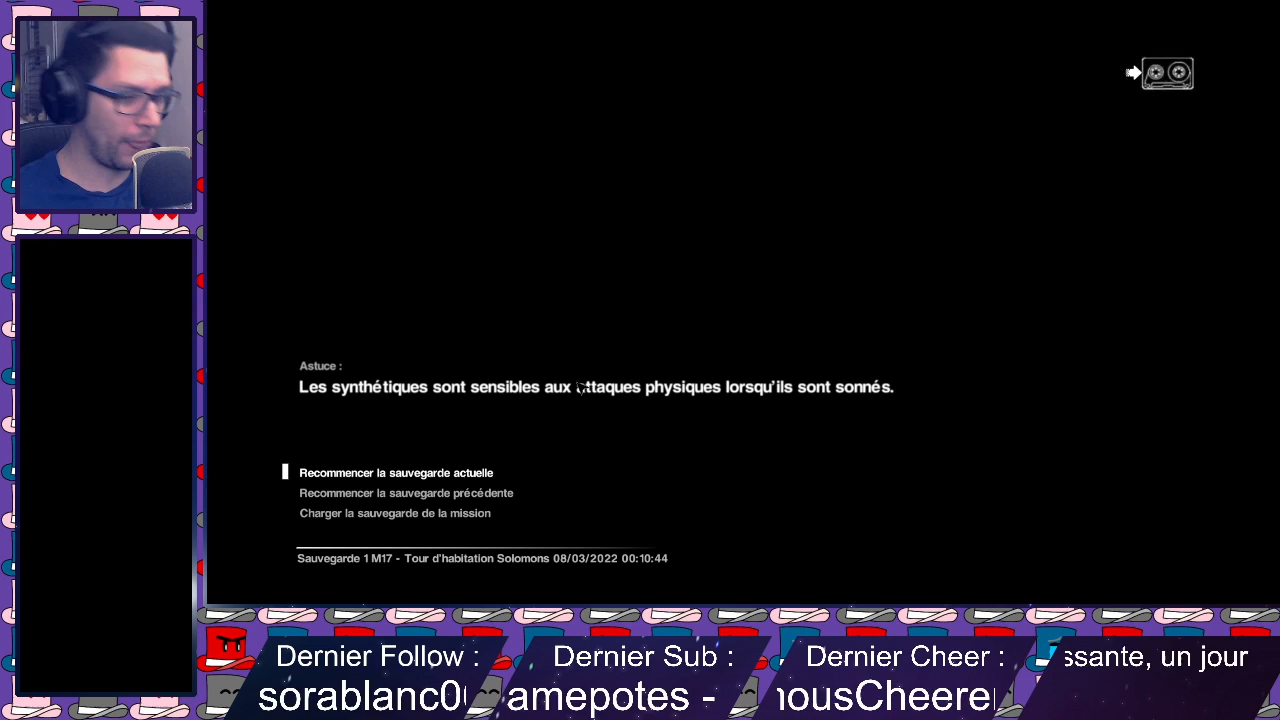 Astuce :
Les synthétiques sont sensibles aux attaques physiques lorsqu'ils sont sonnés.
Recommencer la sauvegarde actuelle
Recommencer la sauvegarde précédente
Charger la sauvegarde de la mission
Sauvegarde 1 M17 - Tour d'habitation Solomons 08/03/2022 00:10:44
Dernier Follow : Dernier Sub : Dernier Cheer : un jour
amepotes -